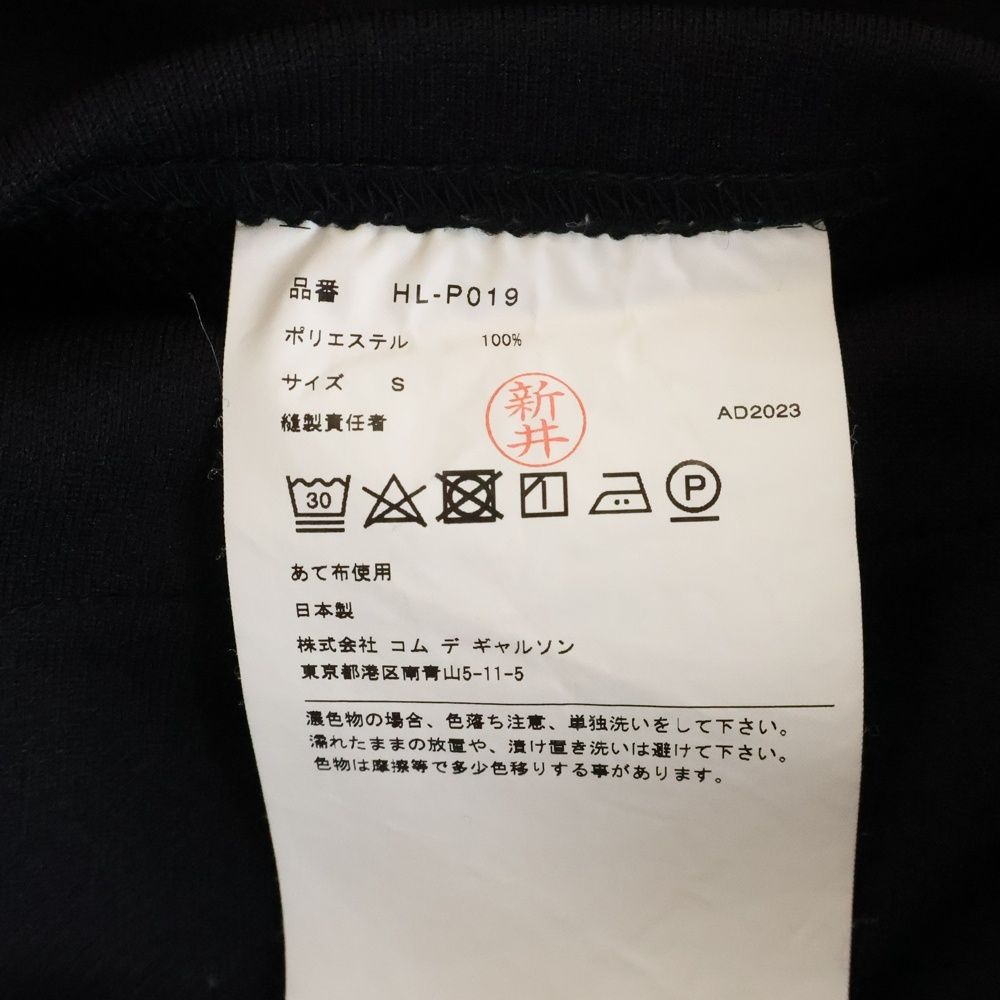 品番 HL-P019
ポリエステル 100%
サイズ S
新井
縫製責任者 AD2023
30 P
あて布使用
日本製
株式会社 コム デ ギャルソン
東京都港区南青山5-11-5
濃色物の場合、色落ち注意、単独洗いをして下さい。
濡れたままの放置や、漬け置き洗いは避けて下さい。
色物は摩擦等で多少色移りする事があります。